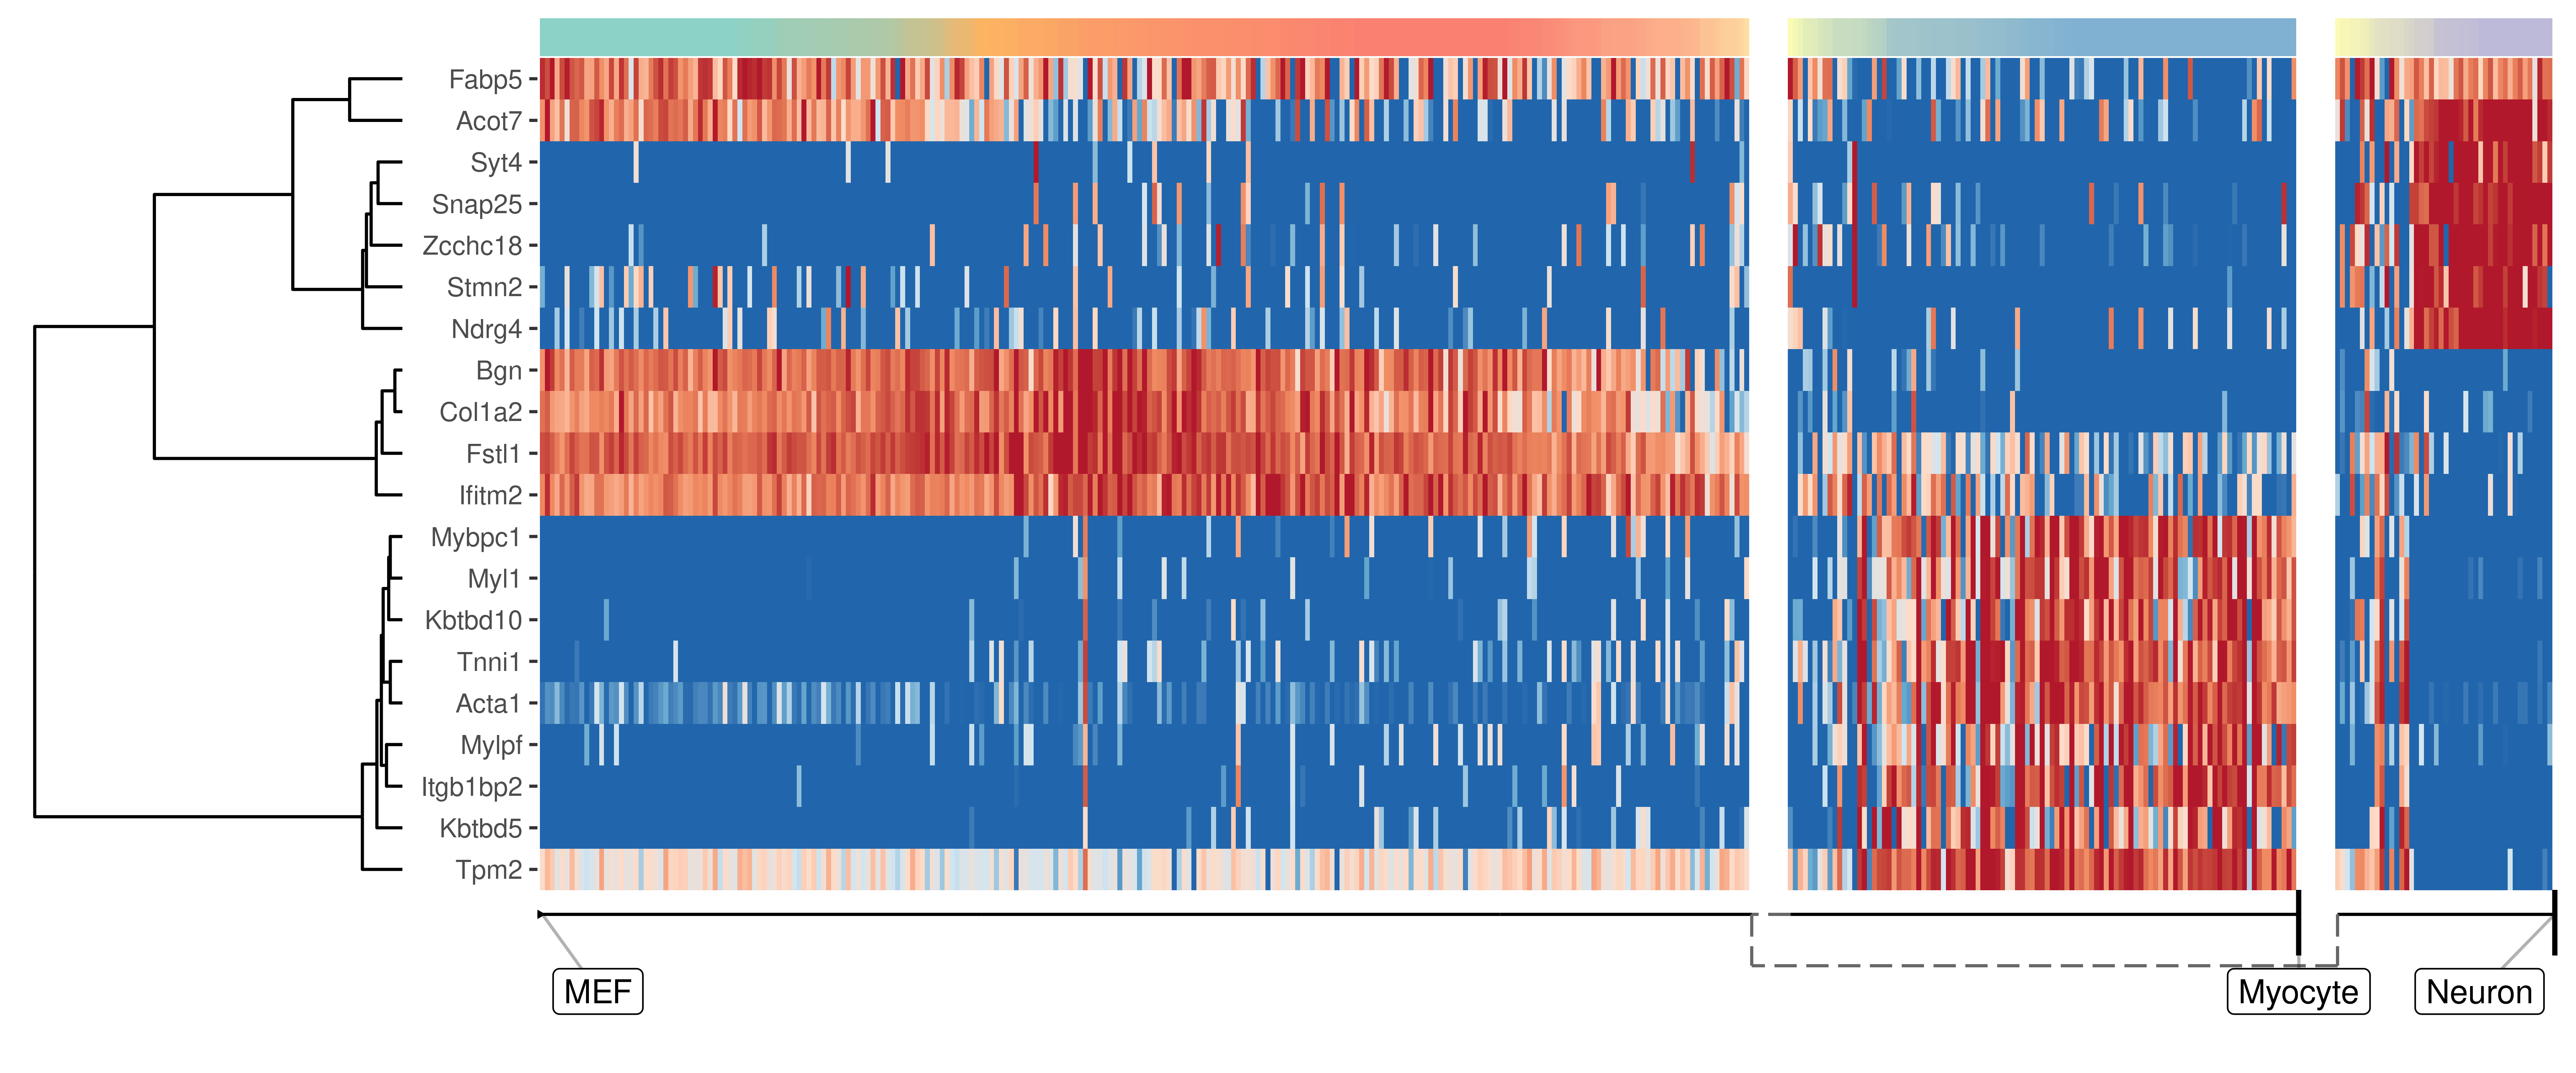 Fabp5
Acot7
Syt4
Snap25
Zcchc18
Stmn2
Ndrg4
Bgn
Col1a2
Fstl1
Ifitm2
Mybpc1
Myl1
Kbtbd10
Tnni1
Acta1
Mylpf
Itgb1bp2
Kbtbd5
Tpm2
MEF
Myocyte
Neuron